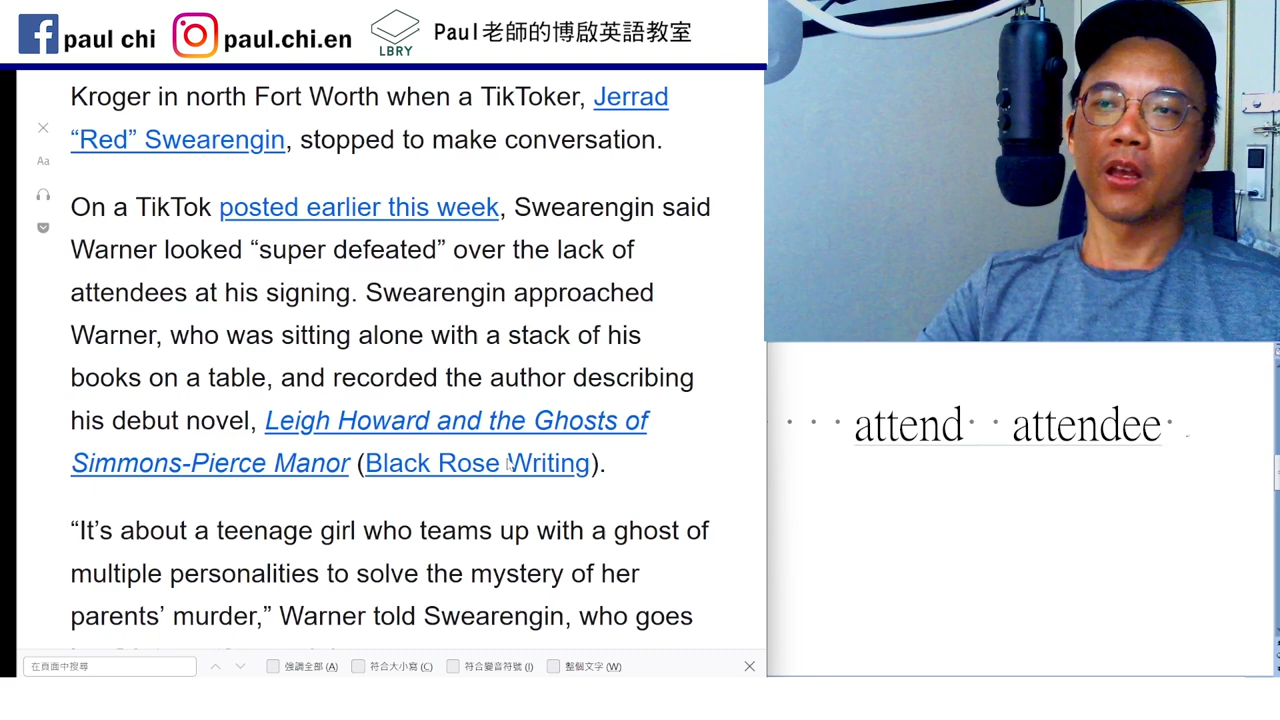 paul chi
paul.chi.en
LBRY
Paul老師的博啟英語教室
Kroger in north Fort Worth when a TikToker, Jerrad
“Red” Swearengin, stopped to make conversation.
Aa
On a TikTok posted earlier this week, Swearengin said
Warner looked “super defeated” over the lack of
attendees at his signing. Swearengin approached
Warner, who was sitting alone with a stack of his
books on a table, and recorded the author describing
his debut novel, Leigh Howard and the Ghosts of
Simmons-Pierce Manor (Black Rose Writing).
“It’s about a teenage girl who teams up with a ghost of
multiple personalities to solve the mystery of her
parents’ murder,” Warner told Swearengin, who goes
在頁面中搜尋
強調全部 (A)
符合大小寫 (C)
符合變音符號 (I)
整個文字 (W)
attend attendee